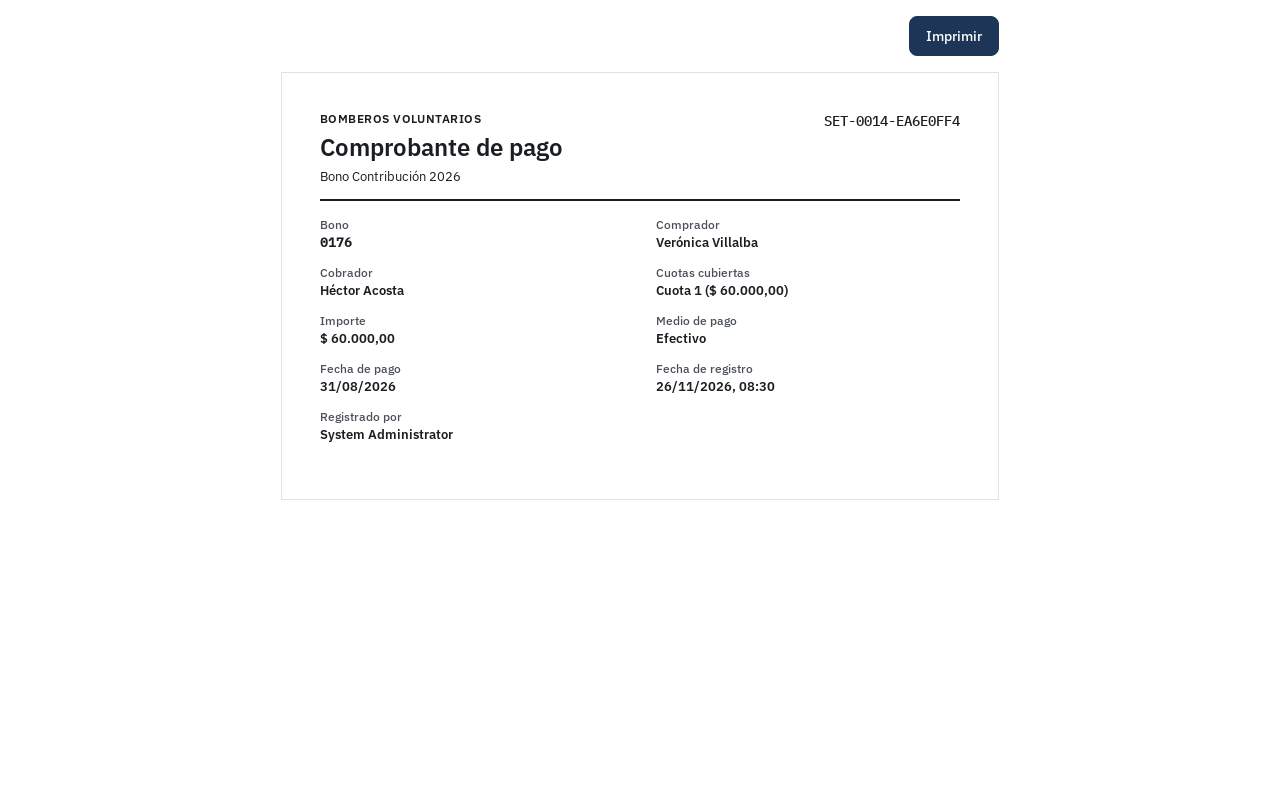 Imprimir
BOMBEROS VOLUNTARIOS
SET-0014-EA6E0FF4
Comprobante de pago
Bono Contribución 2026
Bono
0176
Comprador
Verónica Villalba
Cobrador
Héctor Acosta
Cuotas cubiertas
Cuota 1 ($ 60.000,00)
Importe
$ 60.000,00
Medio de pago
Efectivo
Fecha de pago
31/08/2026
Fecha de registro
26/11/2026, 08:30
Registrado por
System Administrator